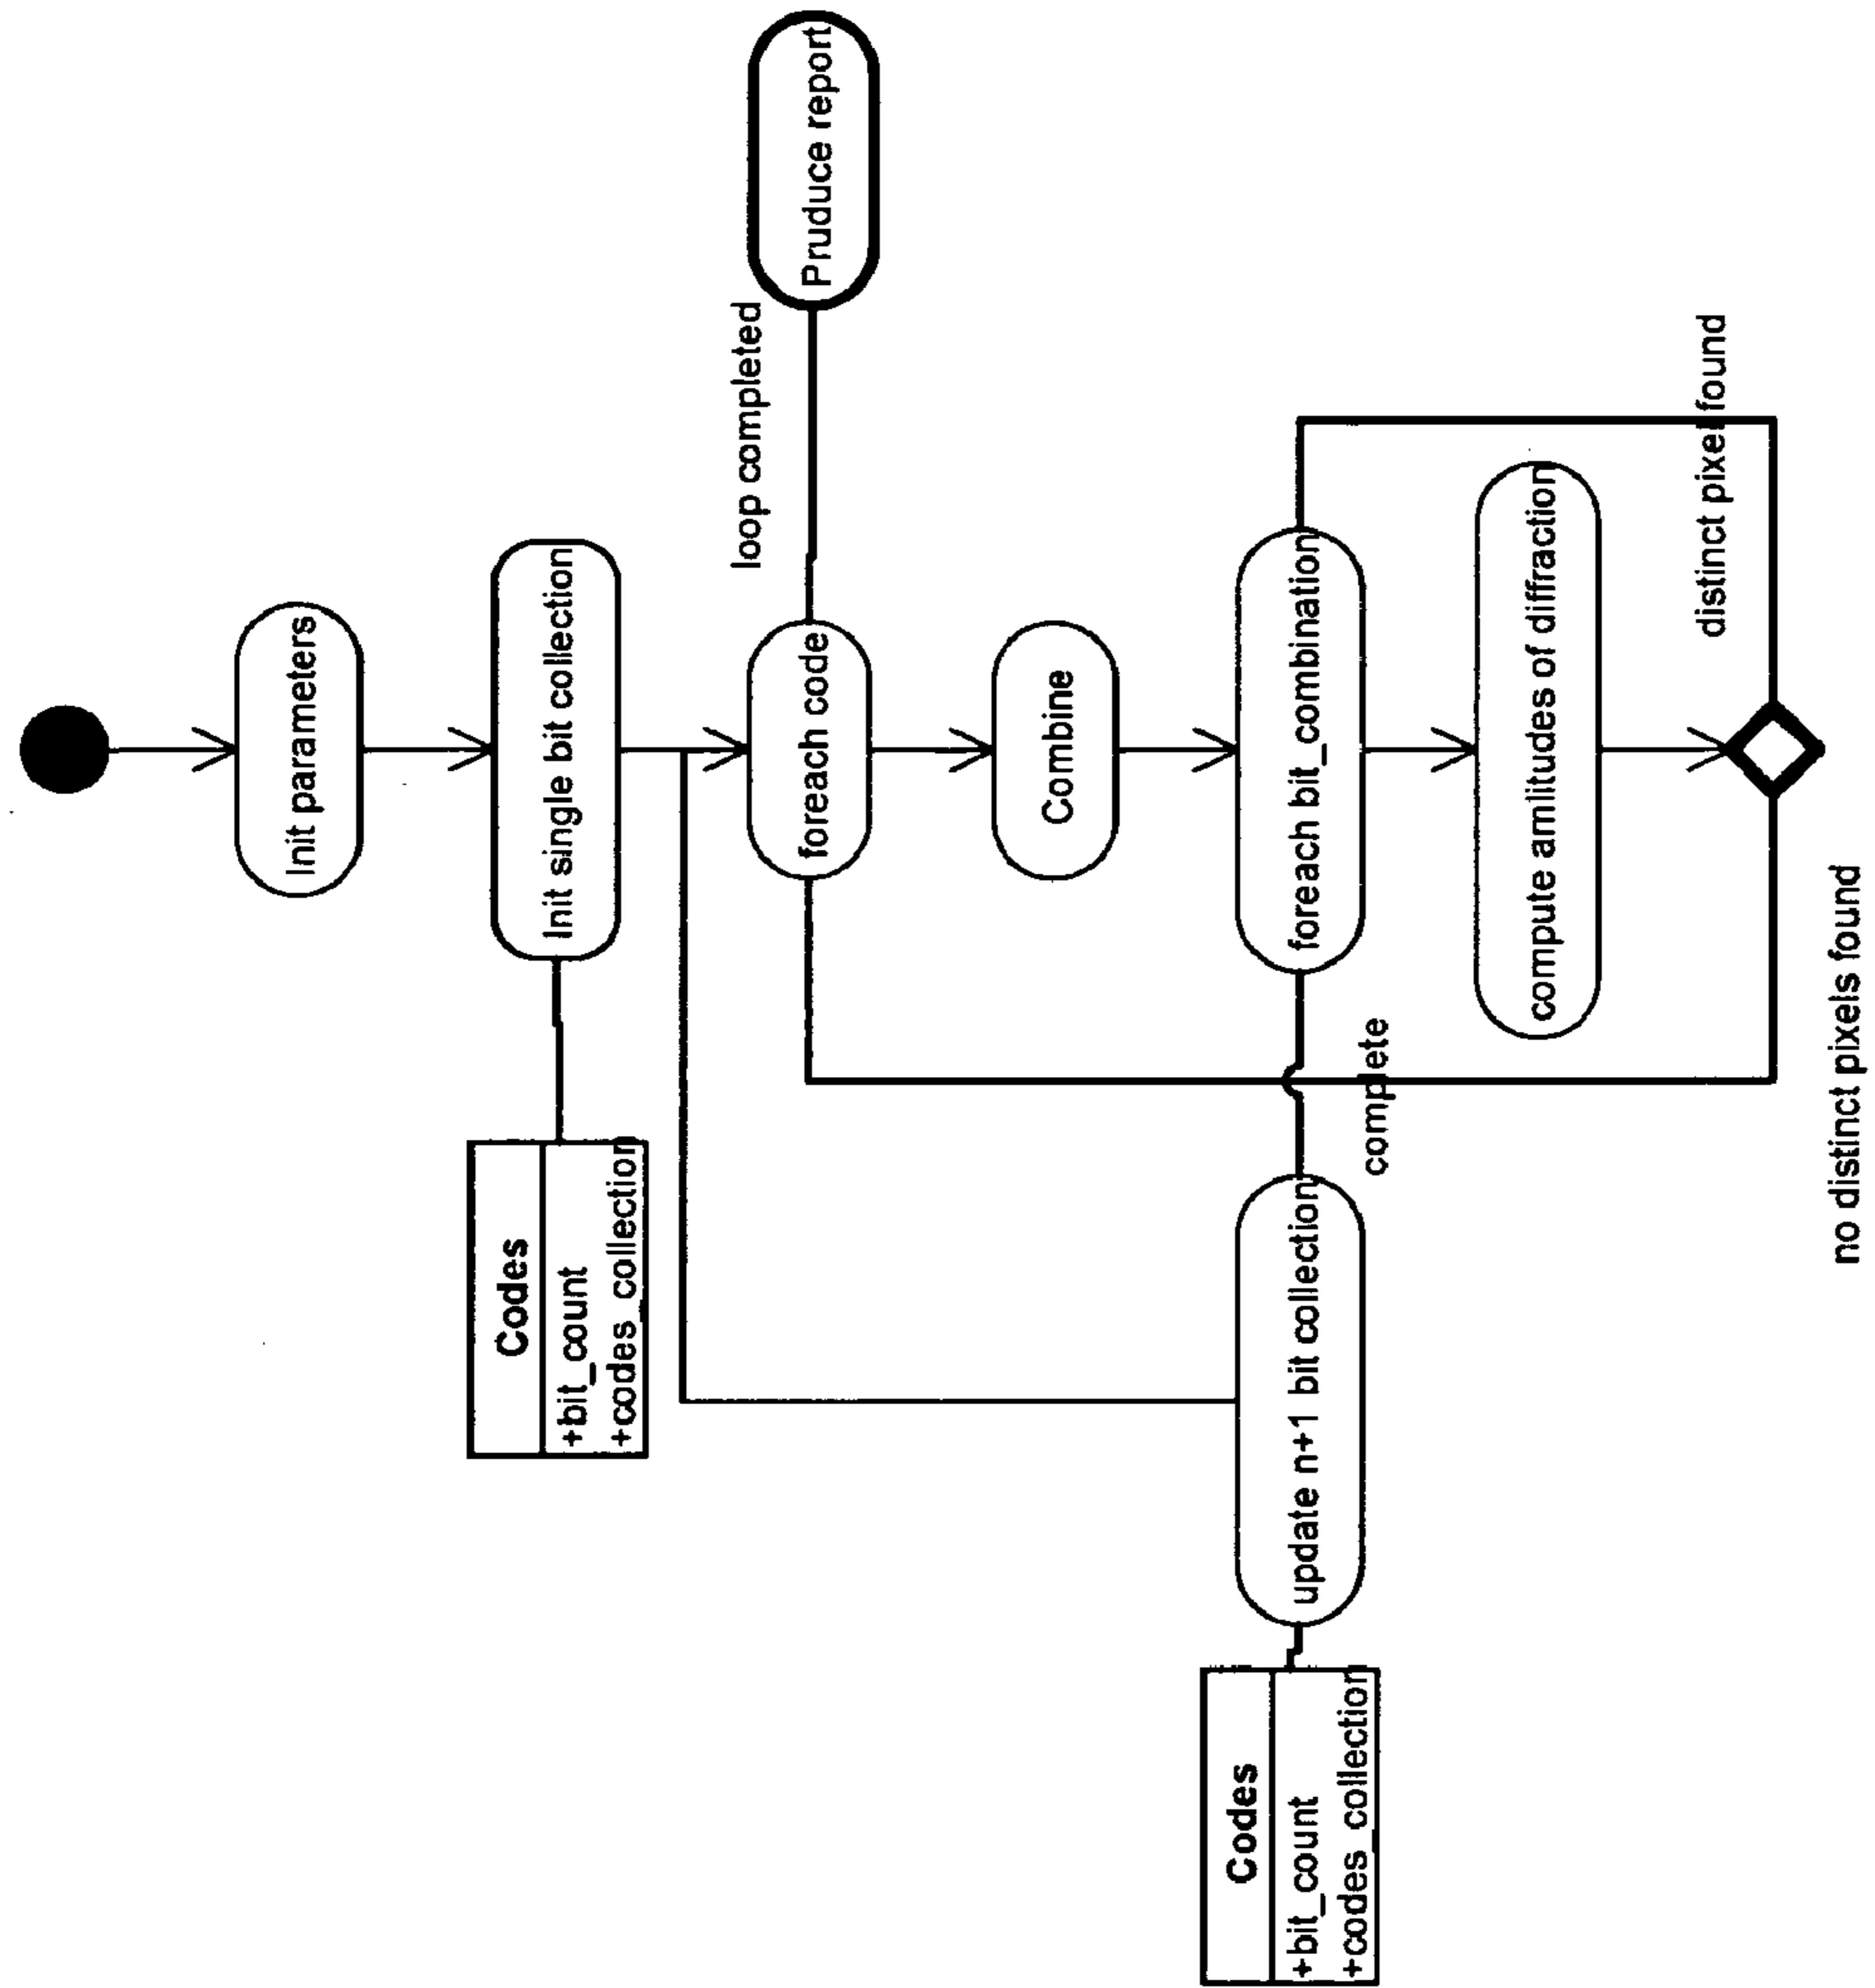 Init parameters
Init single bit collection
Codes
+bit_count
+codes_collection
loop completed
Pruduce report
foreach code
Combine
foreach bit_combination
complete
update n+1 bit collection
Codes
+bit_count
+codes_collection
compute amlitudes of diffraction
distinct pixel found
no distinct pixels found